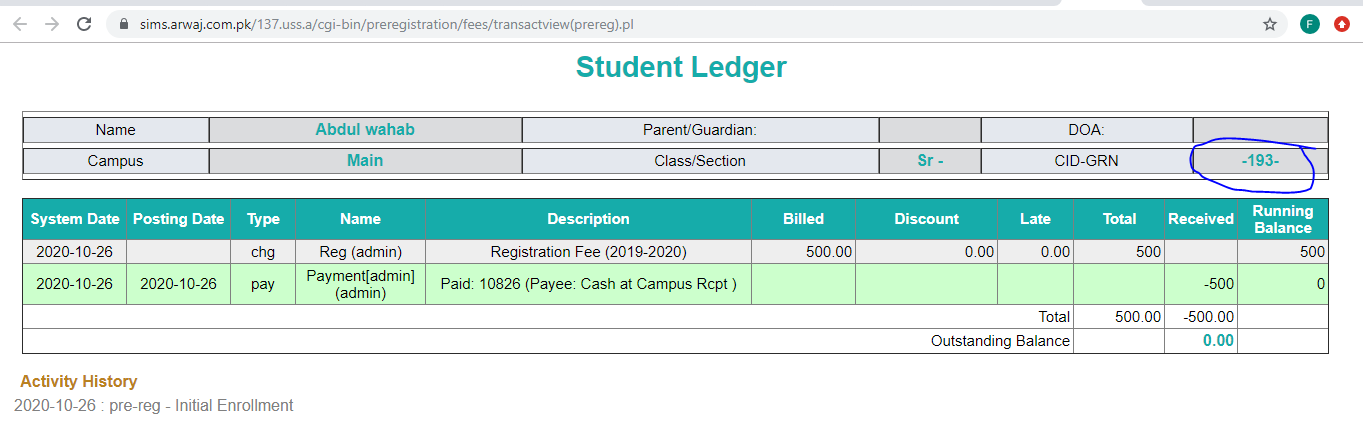 sims.arwaj.com.pk/137.uss.a/cgi-bin/preregistration/fees/transactview(prereg).pl
F
Student Ledger
Name Abdul wahab Parent/Guardian: DOA:
Campus Main Class/Section Sr - CID-GRN -193-
System Date Posting Date Type Name Description Billed Discount Late Total Received Running Balance
2020-10-26 chg Reg (admin) Registration Fee (2019-2020) 500.00 0.00 0.00 500 500
2020-10-26 2020-10-26 pay Payment[admin] (admin) Paid: 10826 (Payee: Cash at Campus Rcpt ) -500 0
Total 500.00 -500.00
Outstanding Balance 0.00
Activity History
2020-10-26 : pre-reg - Initial Enrollment